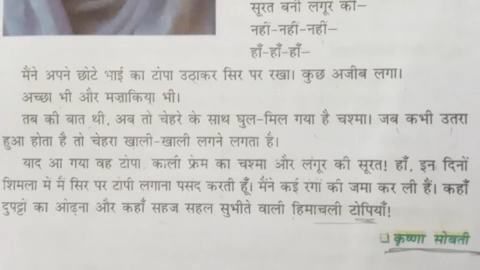 सूरत बनी लंगूर की–
नहीं-नहीं-नहीं–
हाँ-हाँ-हाँ–
मैंने अपने छोटे भाई का टोपा उठाकर सिर पर रखा। कुछ अजीब लगा।
अच्छा भी और मज़ाकिया भी।
तब की बात थी, अब तो चेहरे के साथ घुल-मिल गया है चश्मा। जब कभी उतरा
हुआ होता है तो चेहरा खाली-खाली लगने लगता है।
याद आ गया वह टोपा, काली फ्रेम का चश्मा और लंगूर की सूरत! हाँ, इन दिनों
शिमला में मैं सिर पर टोपी लगाना पसंद करती हूँ। मैंने कई रंगों की जमा कर ली हैं। कहाँ
दुपट्टों का ओढ़ना और कहाँ सहज सहल सुभीते वाली हिमाचली टोपियाँ!
❑ कृष्णा सोबती